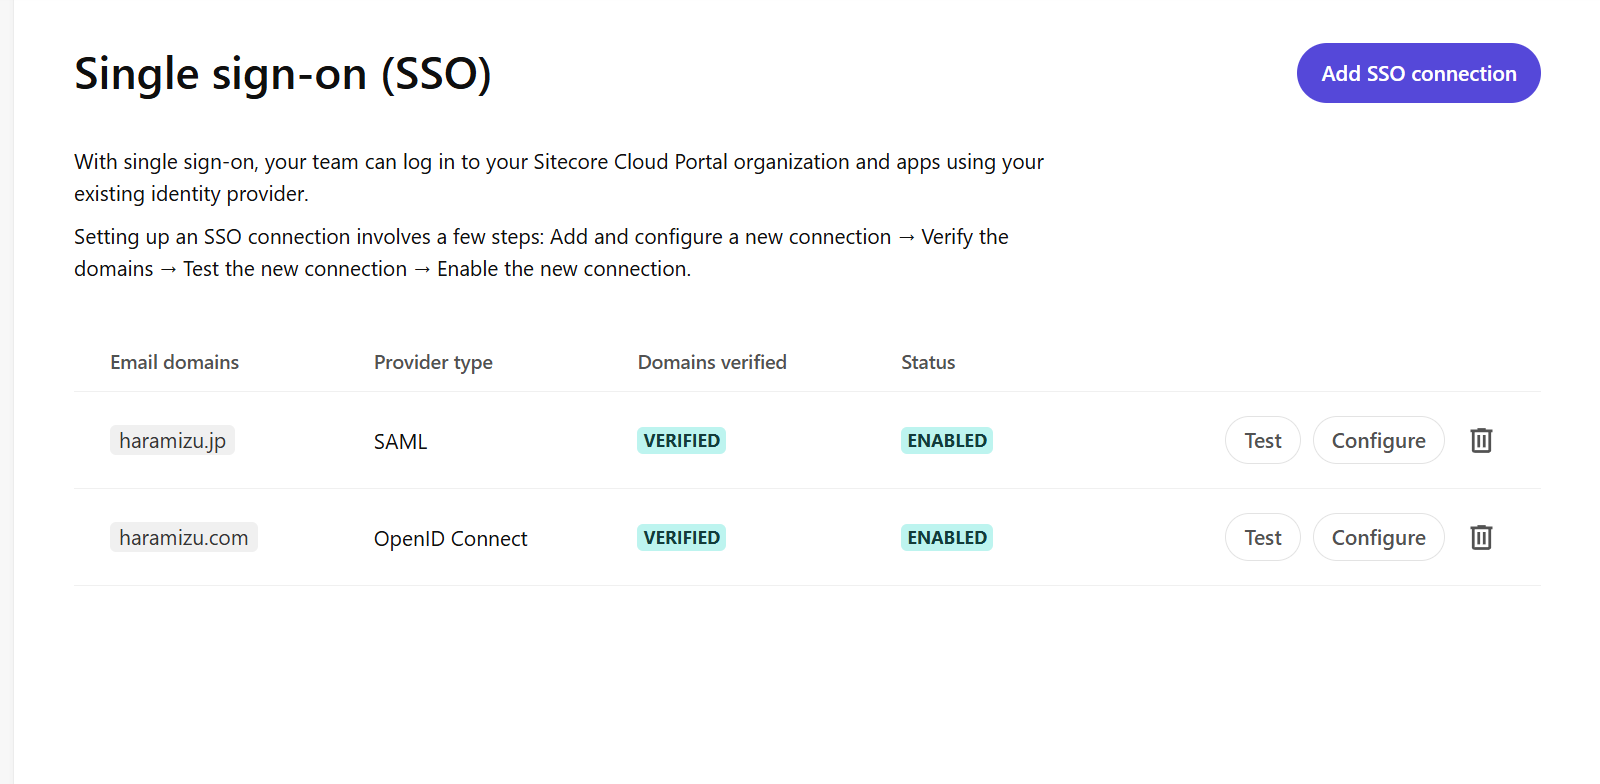 Single sign-on (SSO)
Add SSO connection
With single sign-on, your team can log in to your Sitecore Cloud Portal organization and apps using your
existing identity provider.
Setting up an SSO connection involves a few steps: Add and configure a new connection → Verify the
domains → Test the new connection → Enable the new connection.
Email domains Provider type Domains verified Status
haramizu.jp SAML VERIFIED ENABLED Test Configure
haramizu.com OpenID Connect VERIFIED ENABLED Test Configure